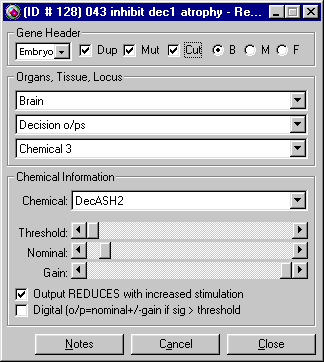 (ID # 128) 043 inhibit dec1 atrophy - Re...
Gene Header
Embryo Dup Mut Cut B M F
Organs, Tissue, Locus
Brain
Decision o/ps
Chemical 3
Chemical Information
Chemical: DecASH2
Threshold:
Nominal:
Gain:
Output REDUCES with increased stimulation
Digital (o/p=nominal+/-gain if sig > threshold
Notes Cancel Close